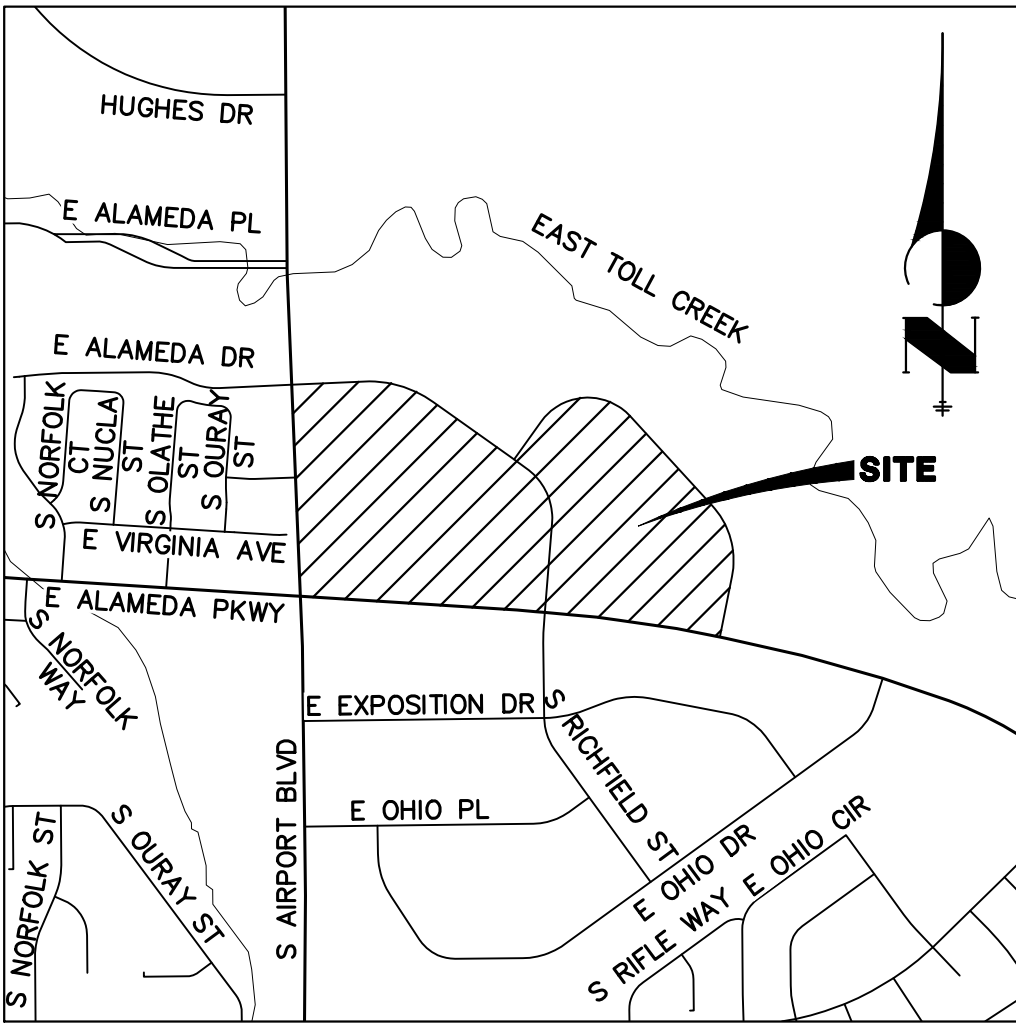 HUGHES DR
E ALAMEDA PL
EAST TOLL CREEK
N
E ALAMEDA DR
S NORFOLK
CT
S NUCLA
ST
S OLATHE
ST
S OURAY
ST
SITE
E VIRGINIA AVE
E ALAMEDA PKWY
S NORFOLK
WAY
E EXPOSITION DR
S RICHFIELD ST
S AIRPORT BLVD
E OHIO PL
S OURAY ST
S NORFOLK ST
E OHIO DR
E OHIO CIR
S RIFLE WAY